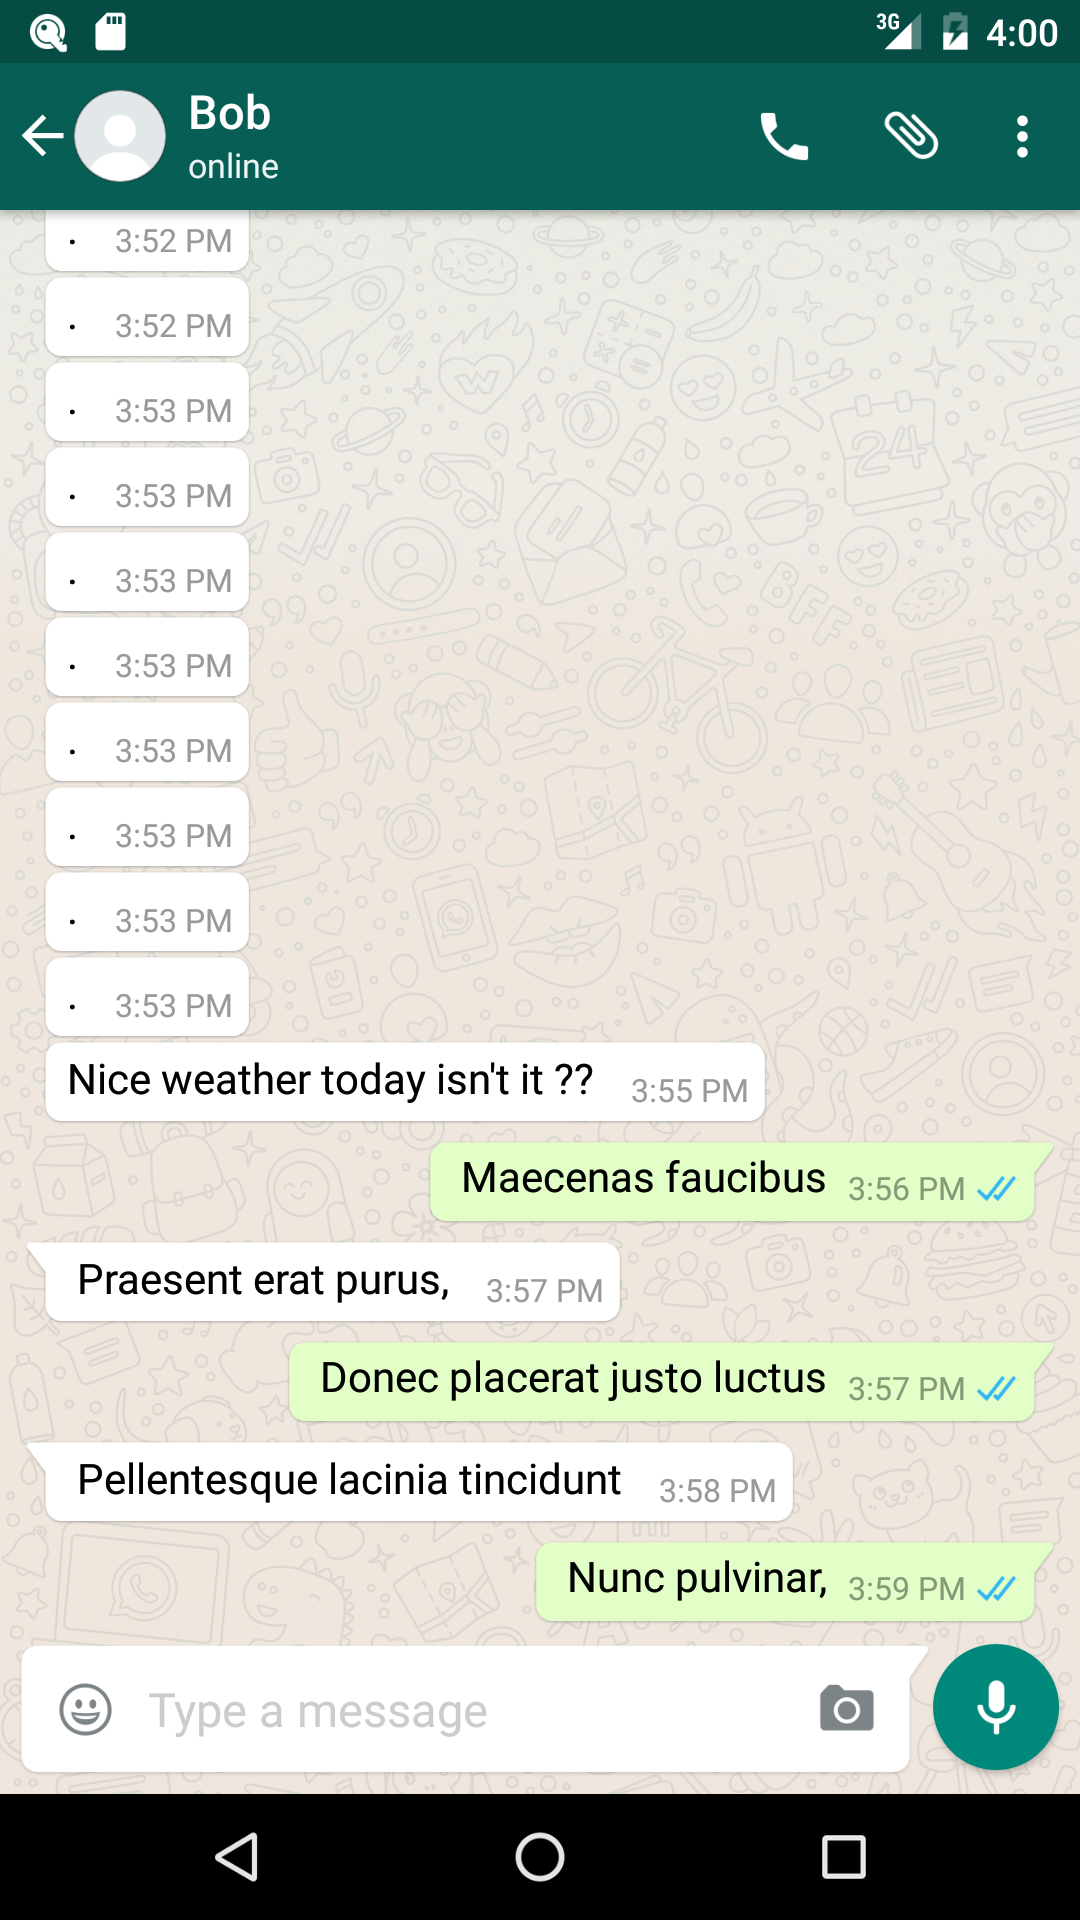 3G 4:00
Bob
online
. 3:52 PM
. 3:52 PM
. 3:53 PM
. 3:53 PM
. 3:53 PM
. 3:53 PM
. 3:53 PM
. 3:53 PM
. 3:53 PM
. 3:53 PM
Nice weather today isn't it ?? 3:55 PM
Maecenas faucibus 3:56 PM
Praesent erat purus, 3:57 PM
Donec placerat justo luctus 3:57 PM
Pellentesque lacinia tincidunt 3:58 PM
Nunc pulvinar, 3:59 PM
Type a message